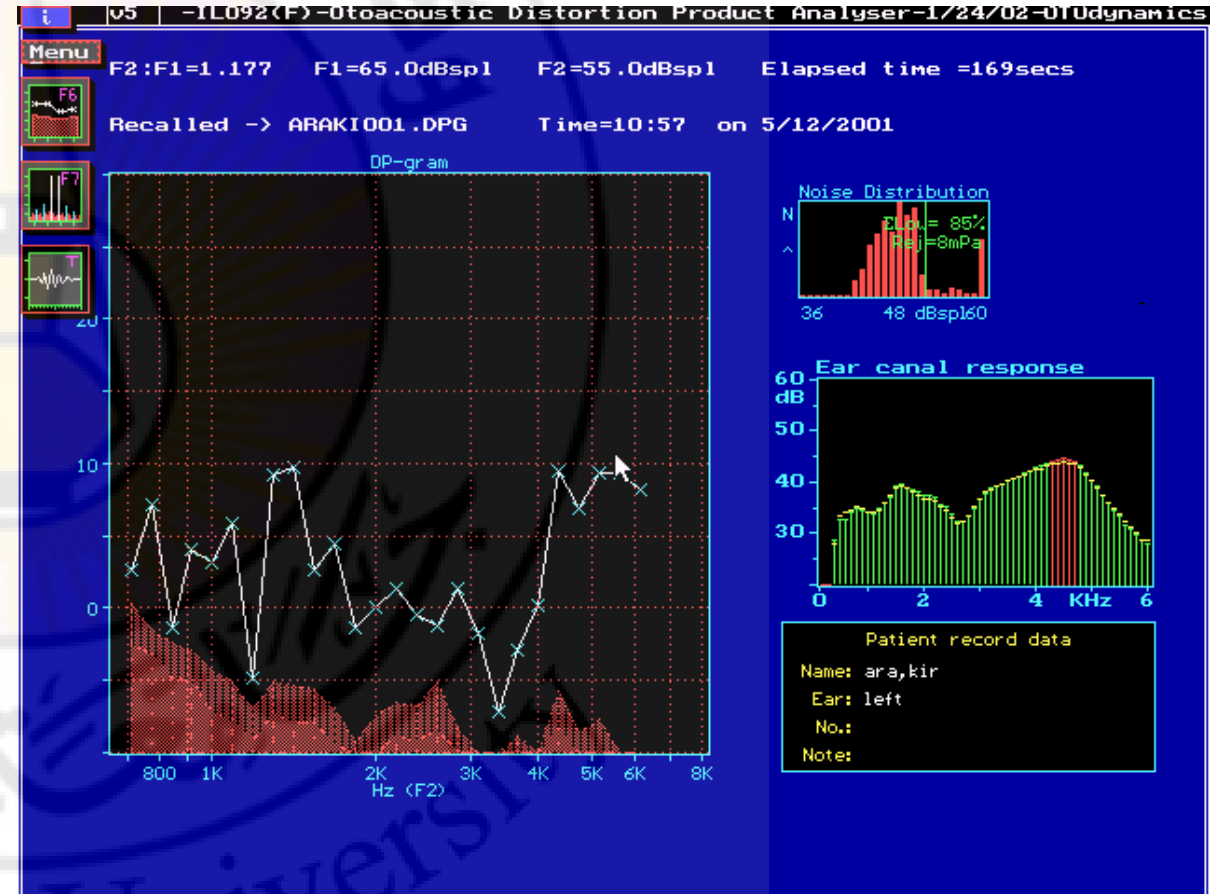 i v5 -ILO92(F)-Otoacoustic Distortion Product Analyser-1/24/02-OTOdynamics
Menu
F2:F1=1.177 F1=65.0dBspl F2=55.0dBspl Elapsed time =169secs
F6
Recalled -> ARAKI001.DPG Time=10:57 on 5/12/2001
DP-gram
F7
T
20
10
0
800 1K 2K 3K 4K 5K 6K 8K
Hz (F2)
Noise Distribution
N
^
ΣLow= 85%
Rej=8mPa
36 48 dBspl60
Ear canal response
60
dB
50
40
30
0 2 4 KHz 6
Patient record data
Name: ara,kir
Ear: left
No.:
Note: